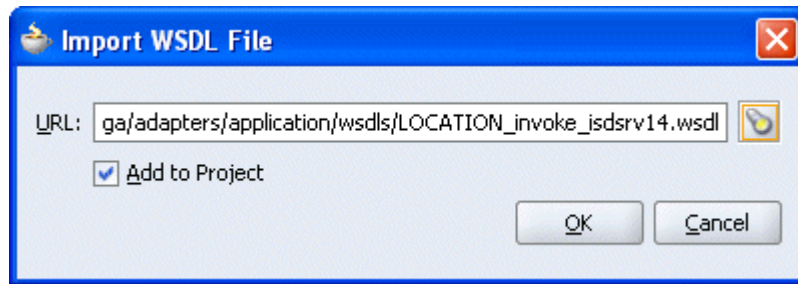 Import WSDL File
URL: ga/adapters/application/wsdls/LOCATION_invoke_isdsrv14.wsdl
Add to Project
OK Cancel